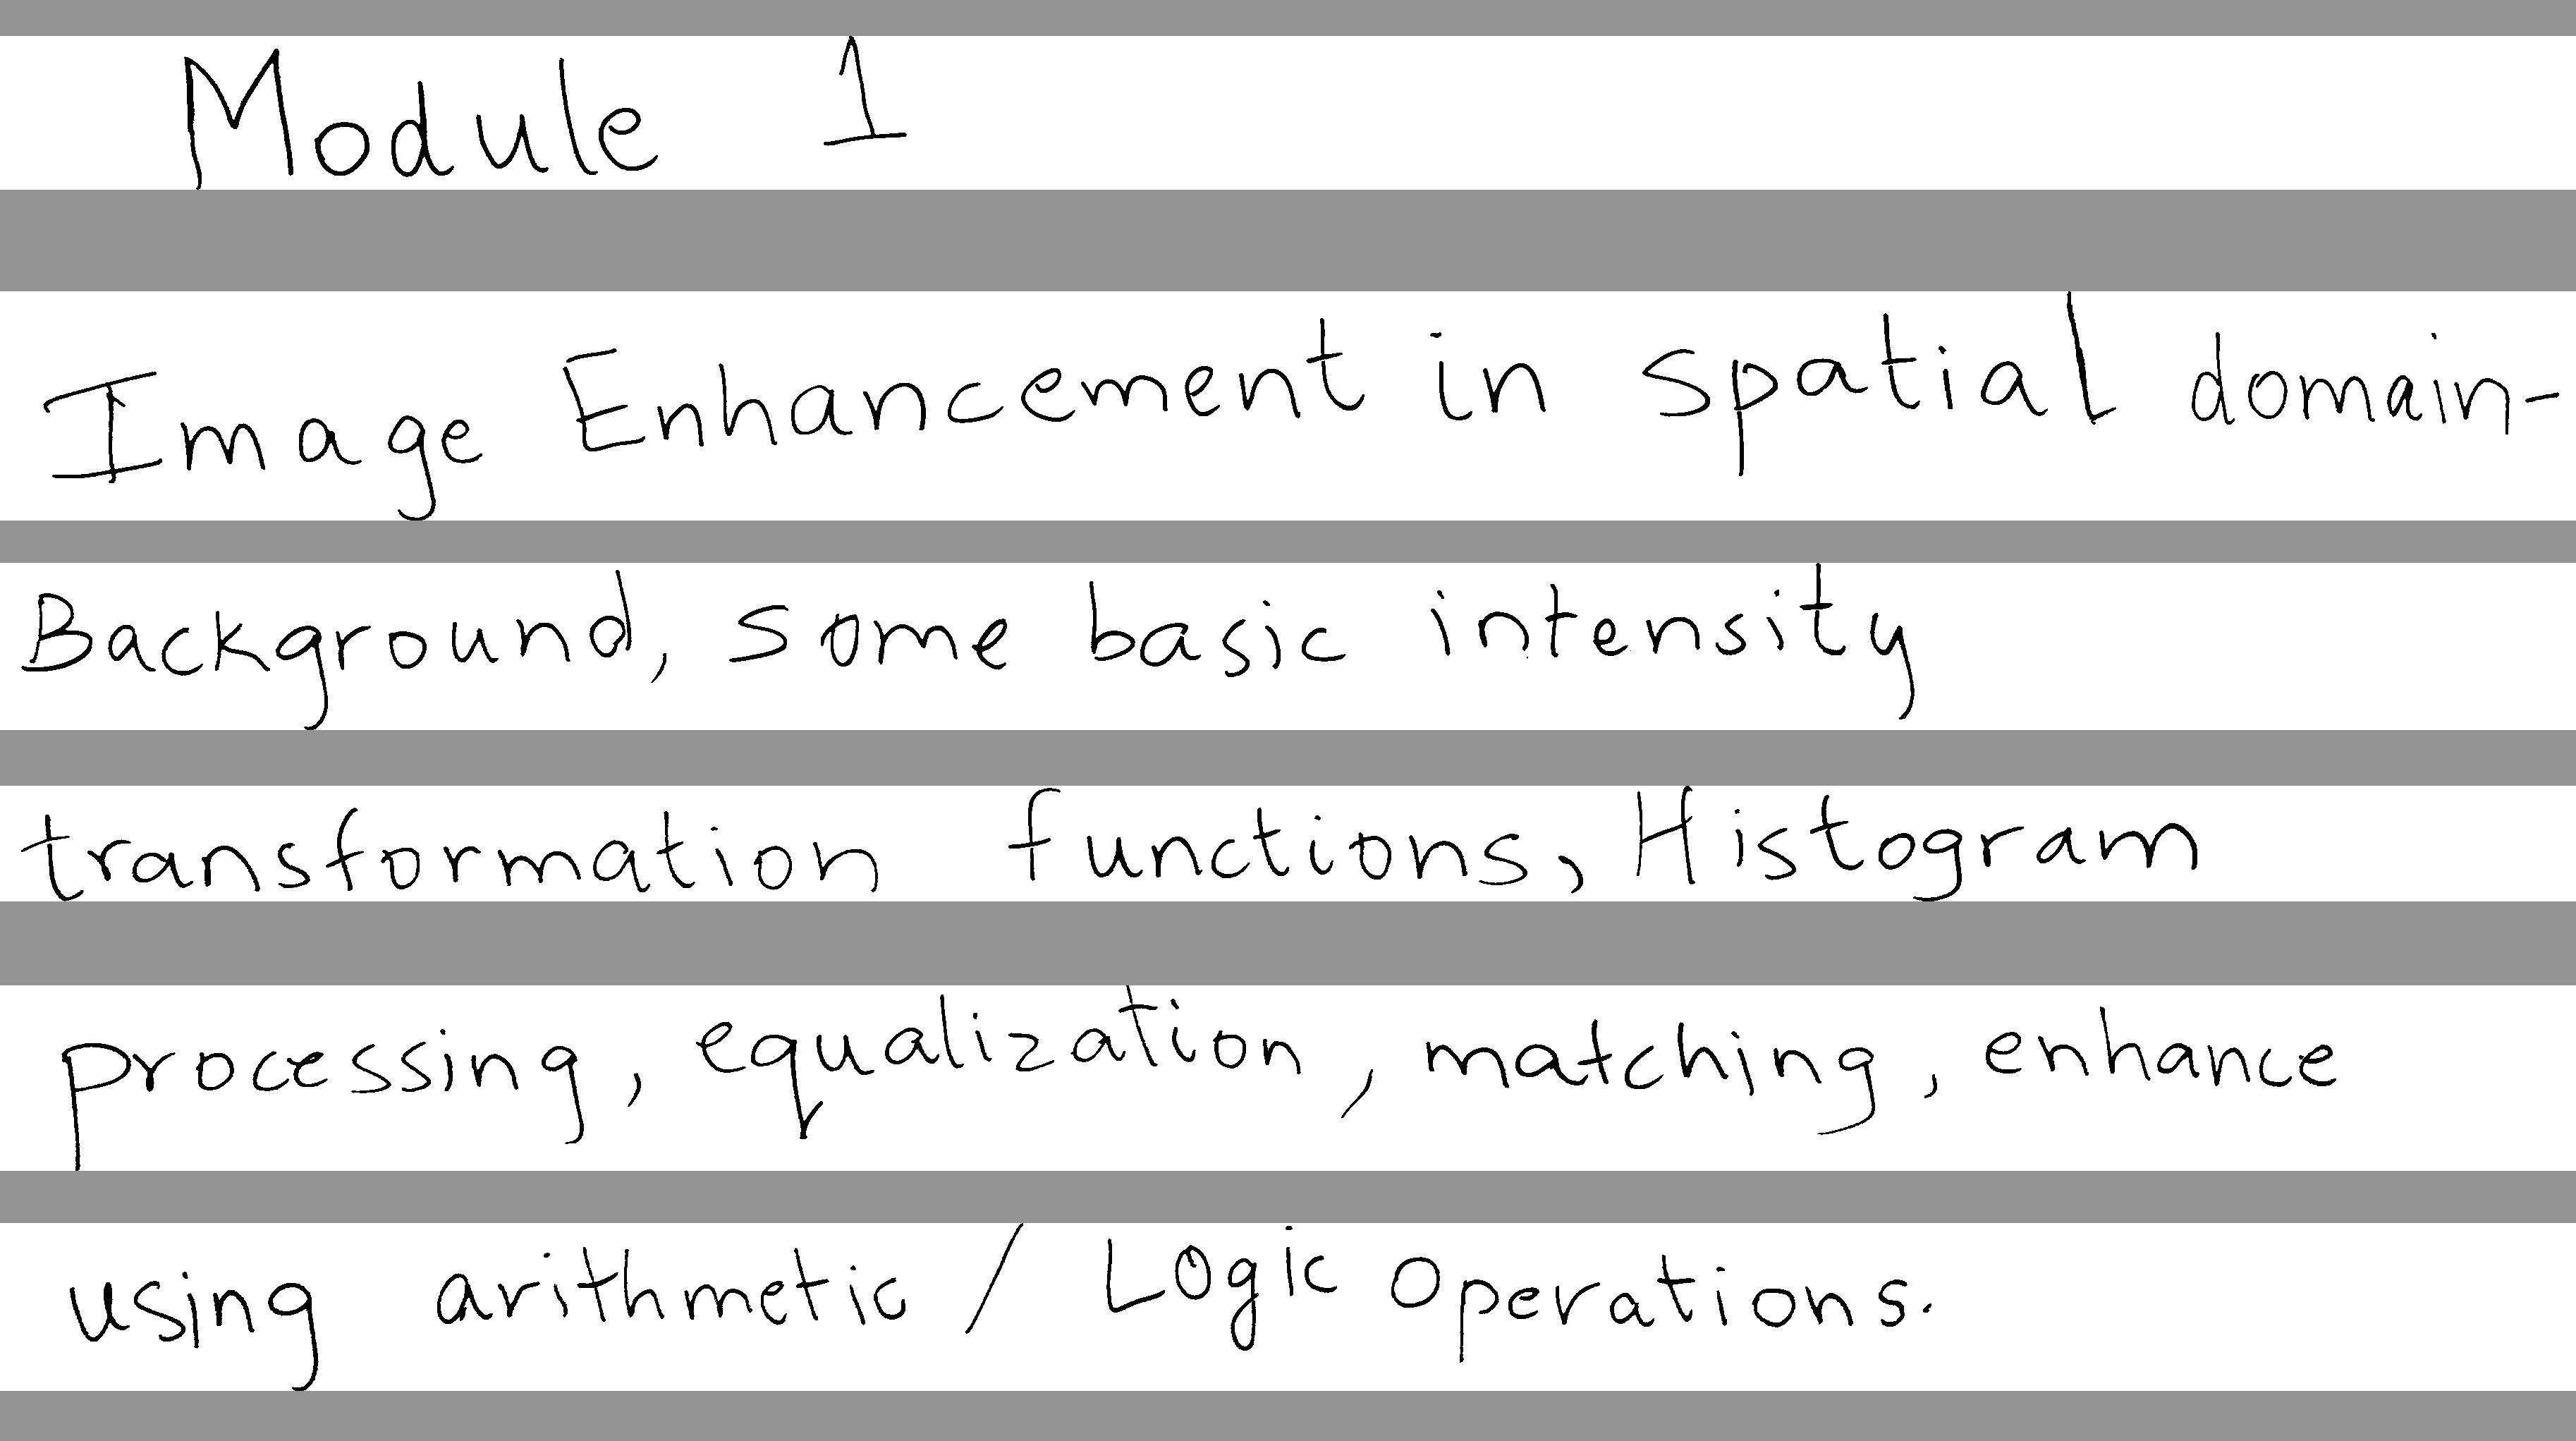 Module 1
Image Enhancement in spatial domain-
Background, some basic intensity
transformation functions, Histogram
processing, equalization, matching, enhance
using arithmetic / Logic operations.